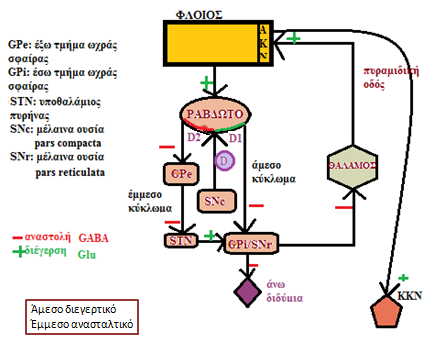 ΦΛΟΙΟΣ
Α
Κ
Ν
GPe: έξω τμήμα ωχράς
σφαίρας
GPi: έσω τμήμα ωχράς
σφαίρας
STN: υποθαλάμιος
πυρήνας
SNc: μέλαινα ουσία
pars compacta
SNr: μέλαινα ουσία
pars reticulata
πυραμιδική
οδός
ΡΑΒΔΩΤΟ
D2
D1
D
GPe
άμεσο
κύκλωμα
ΘΑΛΑΜΟΣ
έμμεσο
κύκλωμα
SNc
αναστολή GABA
διέγερση Glu
STN
GPi/SNr
άνω
διδύμια
ΚΚΝ
Άμεσο διεγερτικό
Έμμεσο ανασταλτικό